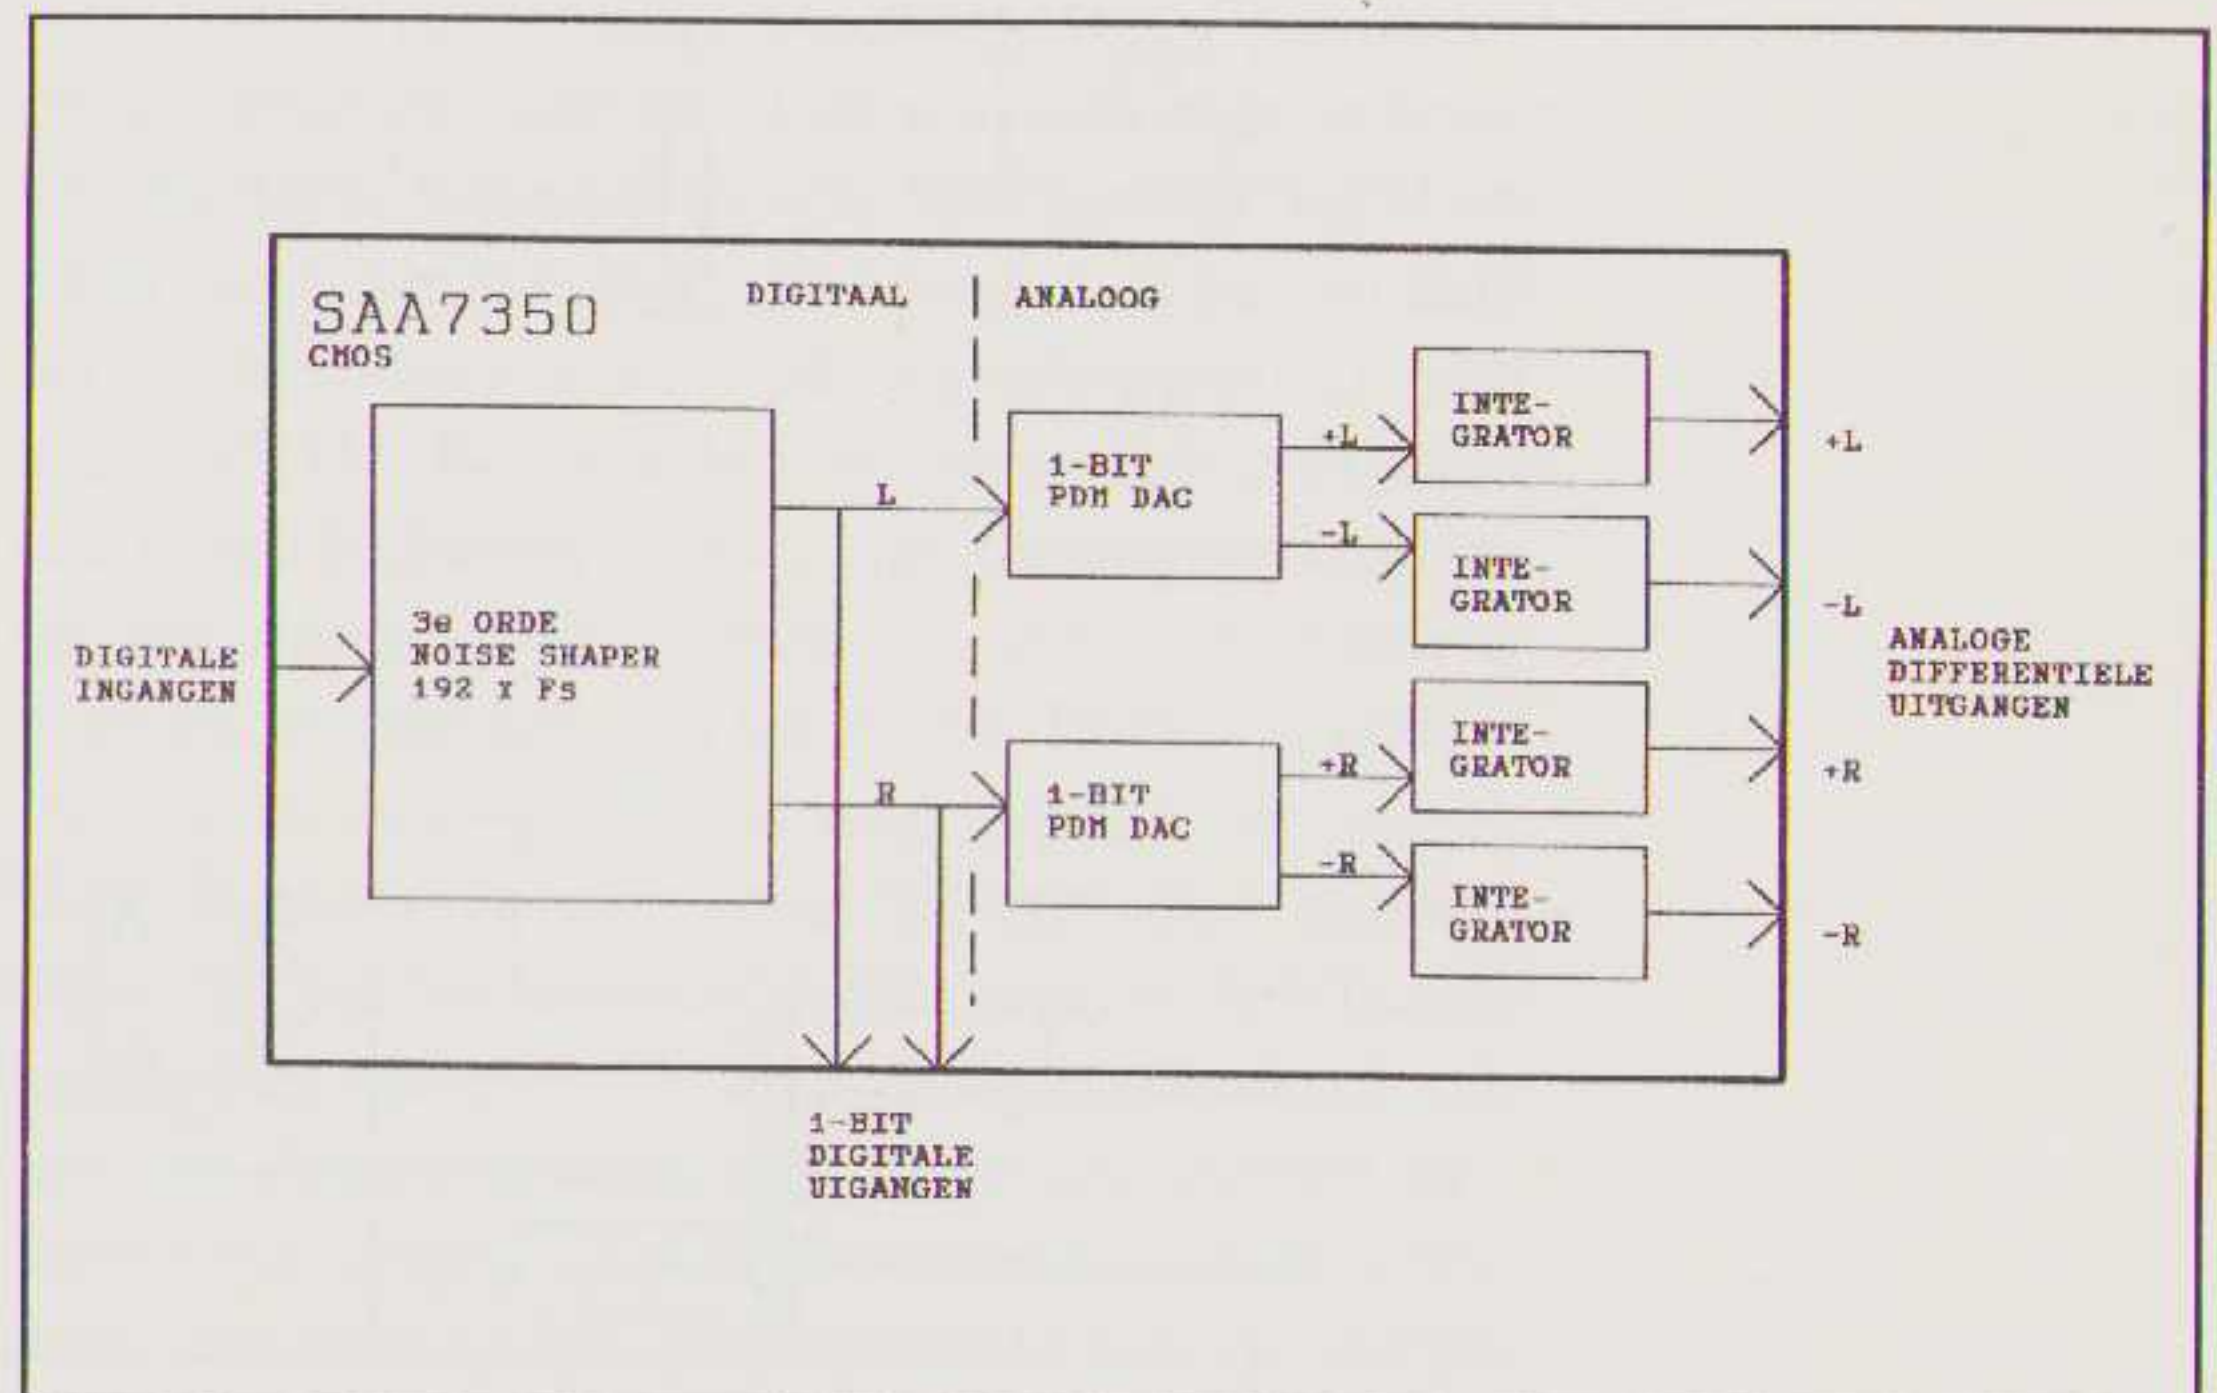 SAA7350
CMOS
DIGITAAL
ANALOOG
DIGITALE
INGANGEN
3e ORDE
NOISE SHAPER
192 x Fs
L
R
1-BIT
PDM DAC
1-BIT
PDM DAC
+L
-L
+R
-R
INTE-
GRATOR
INTE-
GRATOR
INTE-
GRATOR
INTE-
GRATOR
+L
-L
+R
-R
ANALOGE
DIFFERENTIELE
UITGANGEN
1-BIT
DIGITALE
UIGANGEN